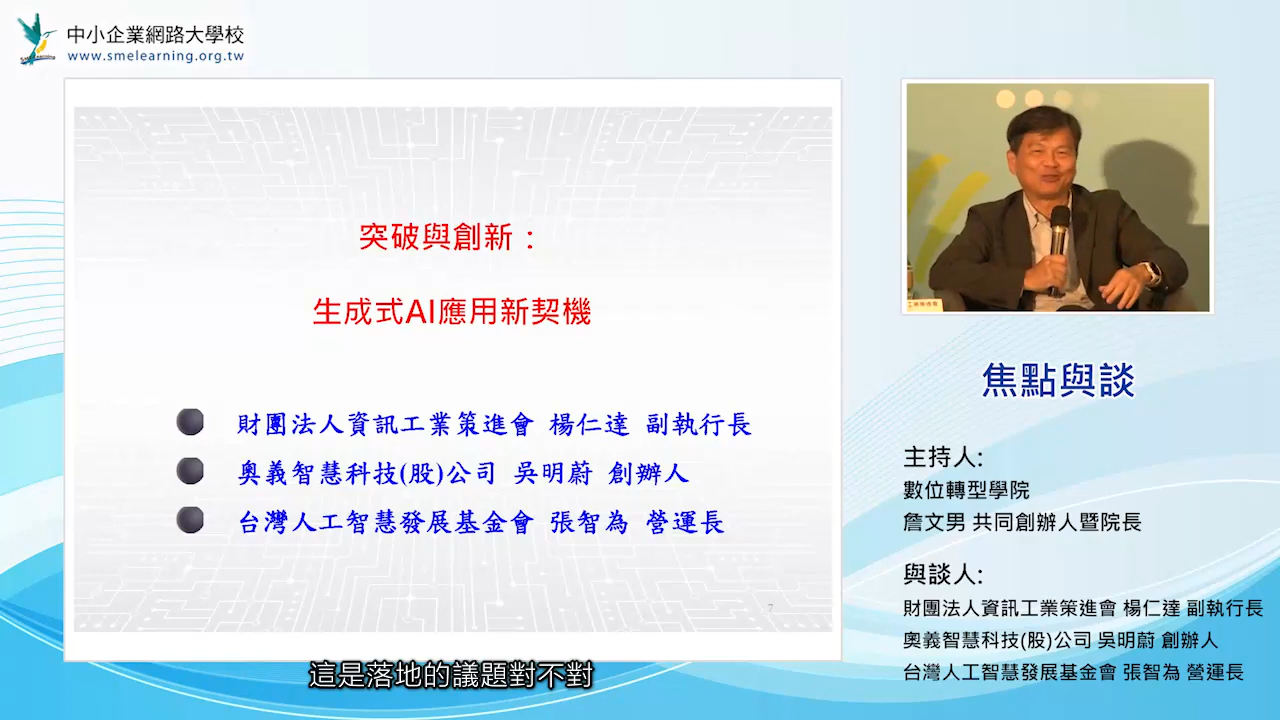 中小企業網路大學校
www.smelearning.org.tw
突破與創新：
生成式AI應用新契機
財團法人資訊工業策進會 楊仁達 副執行長
奧義智慧科技(股)公司 吳明蔚 創辦人
台灣人工智慧發展基金會 張智為 營運長
7
這是落地的議題對不對
焦點與談
主持人:
數位轉型學院
詹文男 共同創辦人暨院長
與談人:
財團法人資訊工業策進會 楊仁達 副執行長
奧義智慧科技(股)公司 吳明蔚 創辦人
台灣人工智慧發展基金會 張智為 營運長